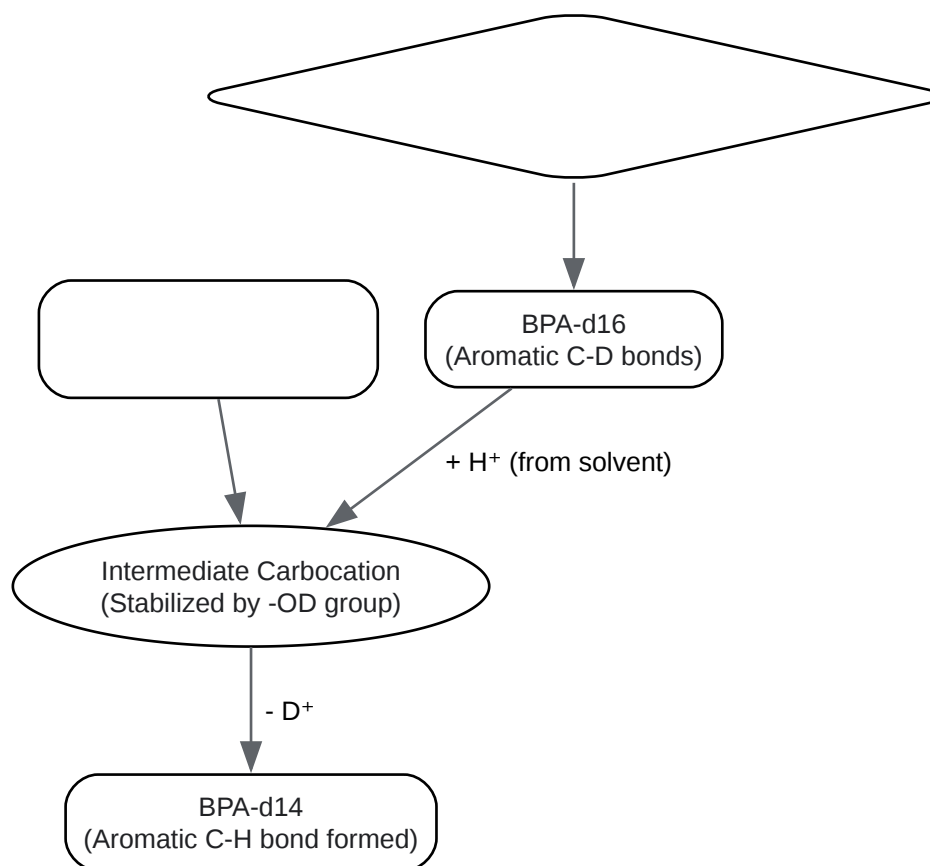 BPA-d16
(Aromatic C-D bonds)
+ H⁺ (from solvent)
Intermediate Carbocation
(Stabilized by -OD group)
- D⁺
BPA-d14
(Aromatic C-H bond formed)